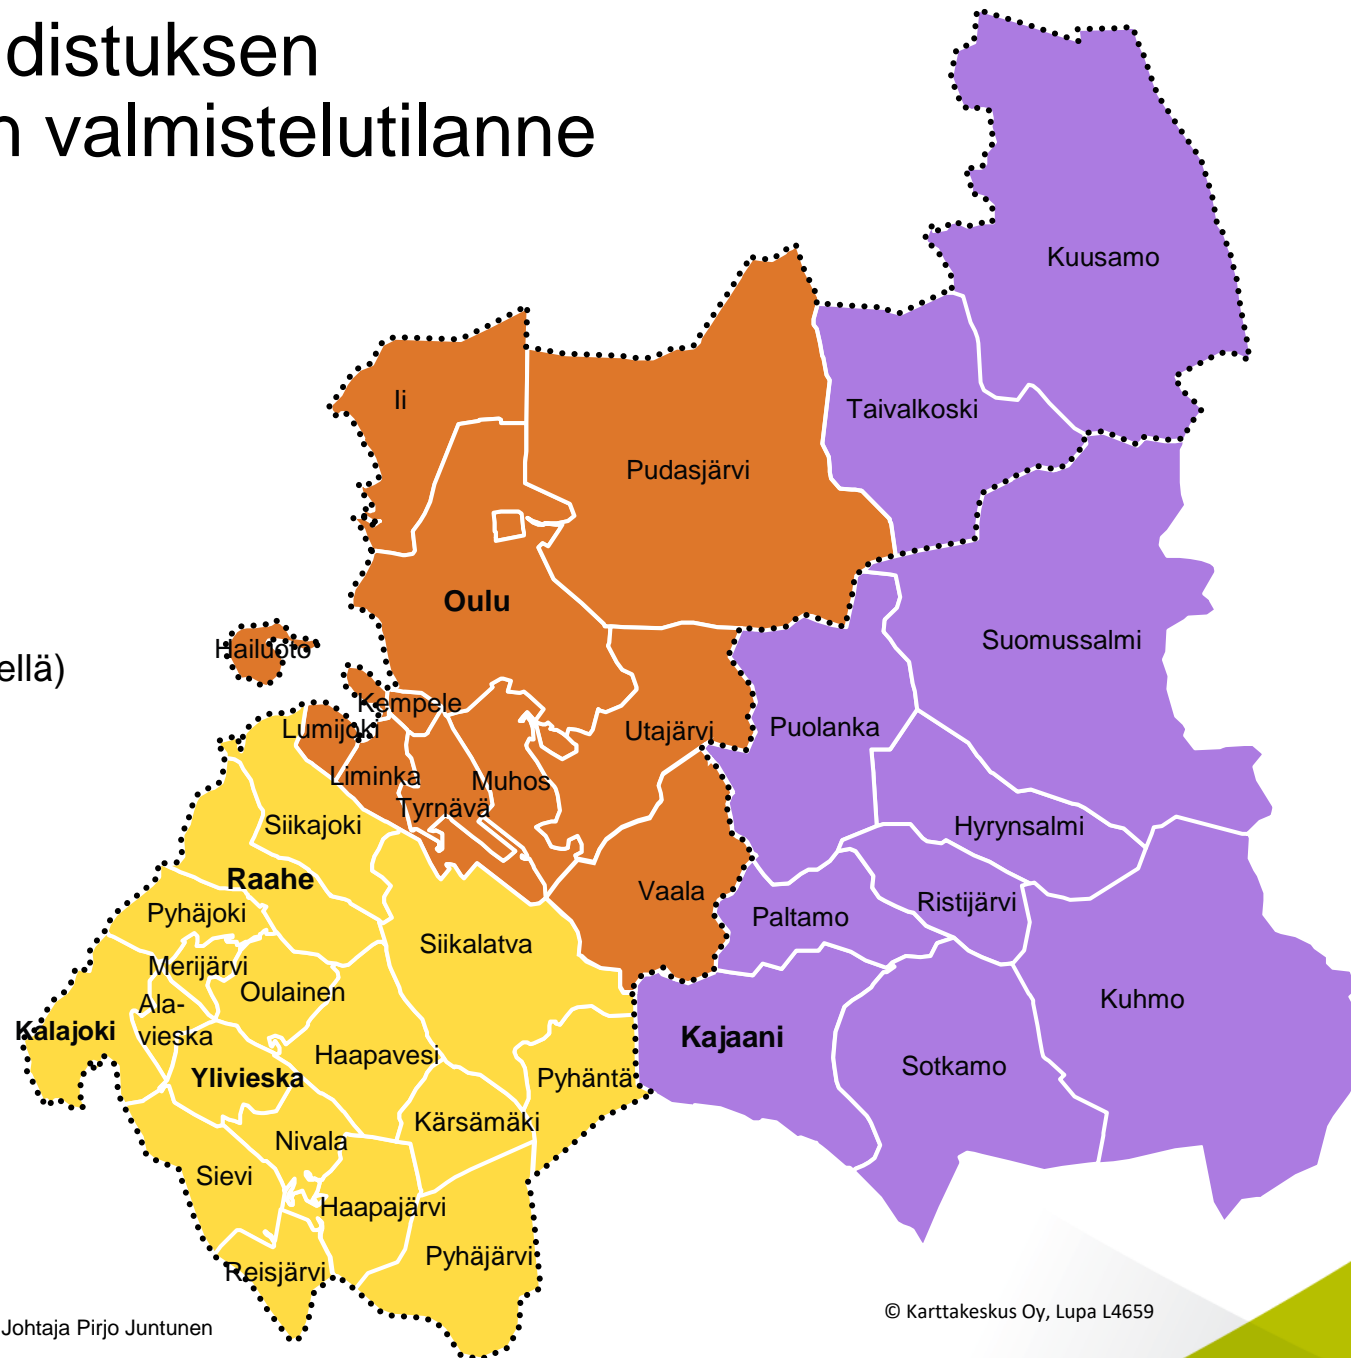 distuksen
n valmistelutilanne
Kuusamo
Ii
Taivalkoski
Pudasjärvi
Oulu
Hailuoto
Suomussalmi
ellä)
Kempele
Lumijoki
Utajärvi
Puolanka
Liminka
Muhos
Tyrnävä
Siikajoki
Hyrynsalmi
Raahe
Vaala
Ristijärvi
Pyhäjoki
Paltamo
Siikalatva
Merijärvi
Oulainen
Kuhmo
Ala-
vieska
Kalajoki
Kajaani
Haapavesi
Sotkamo
Ylivieska
Pyhäntä
Kärsämäki
Nivala
Sievi
Haapajärvi
Pyhäjärvi
Reisjärvi
© Karttakeskus Oy, Lupa L4659
Johtaja Pirjo Juntunen